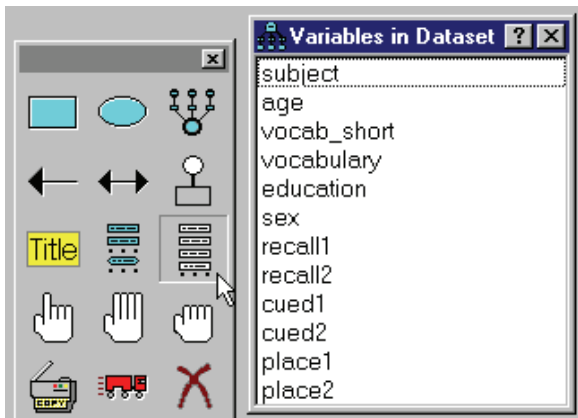 Variables in Dataset
subject
age
vocab_short
vocabulary
education
sex
recall1
recall2
cued1
cued2
place1
place2
Title
COPY